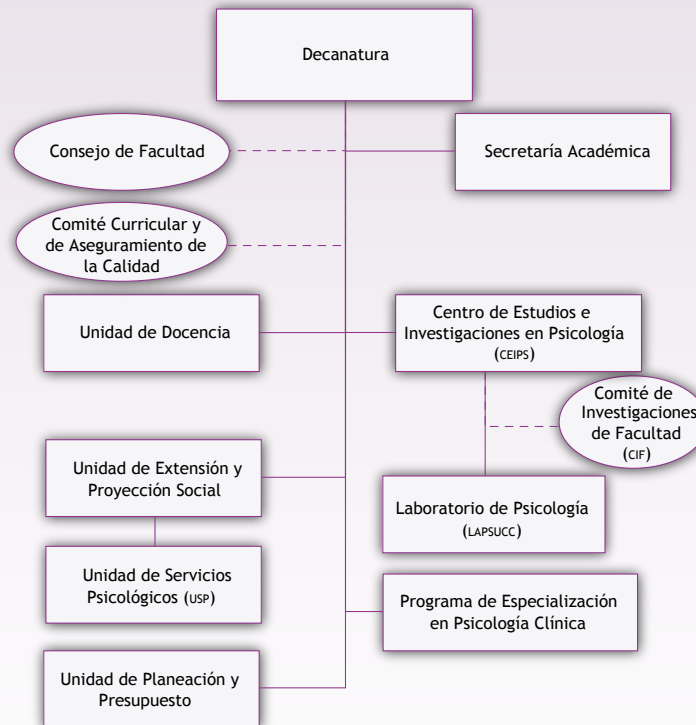 Decanatura
Consejo de Facultad
Secretaría Académica
Comité Curricular y
de Aseguramiento de
la Calidad
Unidad de Docencia
Centro de Estudios e
Investigaciones en Psicología
(CEIPS)
Comité de
Investigaciones
de Facultad
(CIF)
Unidad de Extensión y
Proyección Social
Laboratorio de Psicología
(LAPSUCC)
Unidad de Servicios
Psicológicos (USP)
Programa de Especialización
en Psicología Clínica
Unidad de Planeación y
Presupuesto